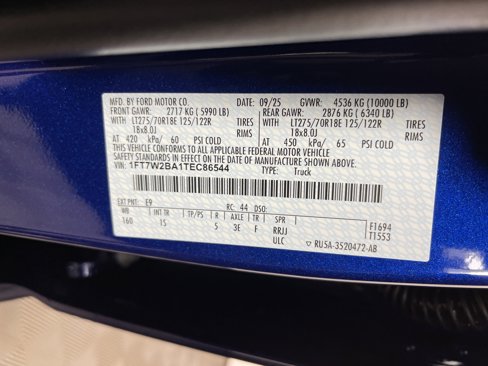 MFD. BY FORD MOTOR CO. DATE: 09/25 GVWR: 4536 KG (10000 LB)
FRONT GAWR: 2717 KG ( 5990 LB) REAR GAWR: 2876 KG ( 6340 LB)
WITH LT275/70R18E 125/122R TIRES WITH LT275/70R18E 125/122R TIRES
18x8.0J RIMS 18x8.0J RIMS
AT 420 kPa/ 60 PSI COLD AT 450 kPa/ 65 PSI COLD
THIS VEHICLE CONFORMS TO ALL APPLICABLE FEDERAL MOTOR VEHICLE
SAFETY STANDARDS IN EFFECT ON THE DATE OF MANUFACTURE SHOWN ABOVE.
VIN: 1FT7W2BA1TEC86544 TYPE: Truck
EXT PNT: E9 RC: 44 DSO:
WB INT TR TP/PS R AXLE TR SPR
160 1S 5 3E F RRJJ F1694
ULC RU5A-3520472-AB T1553